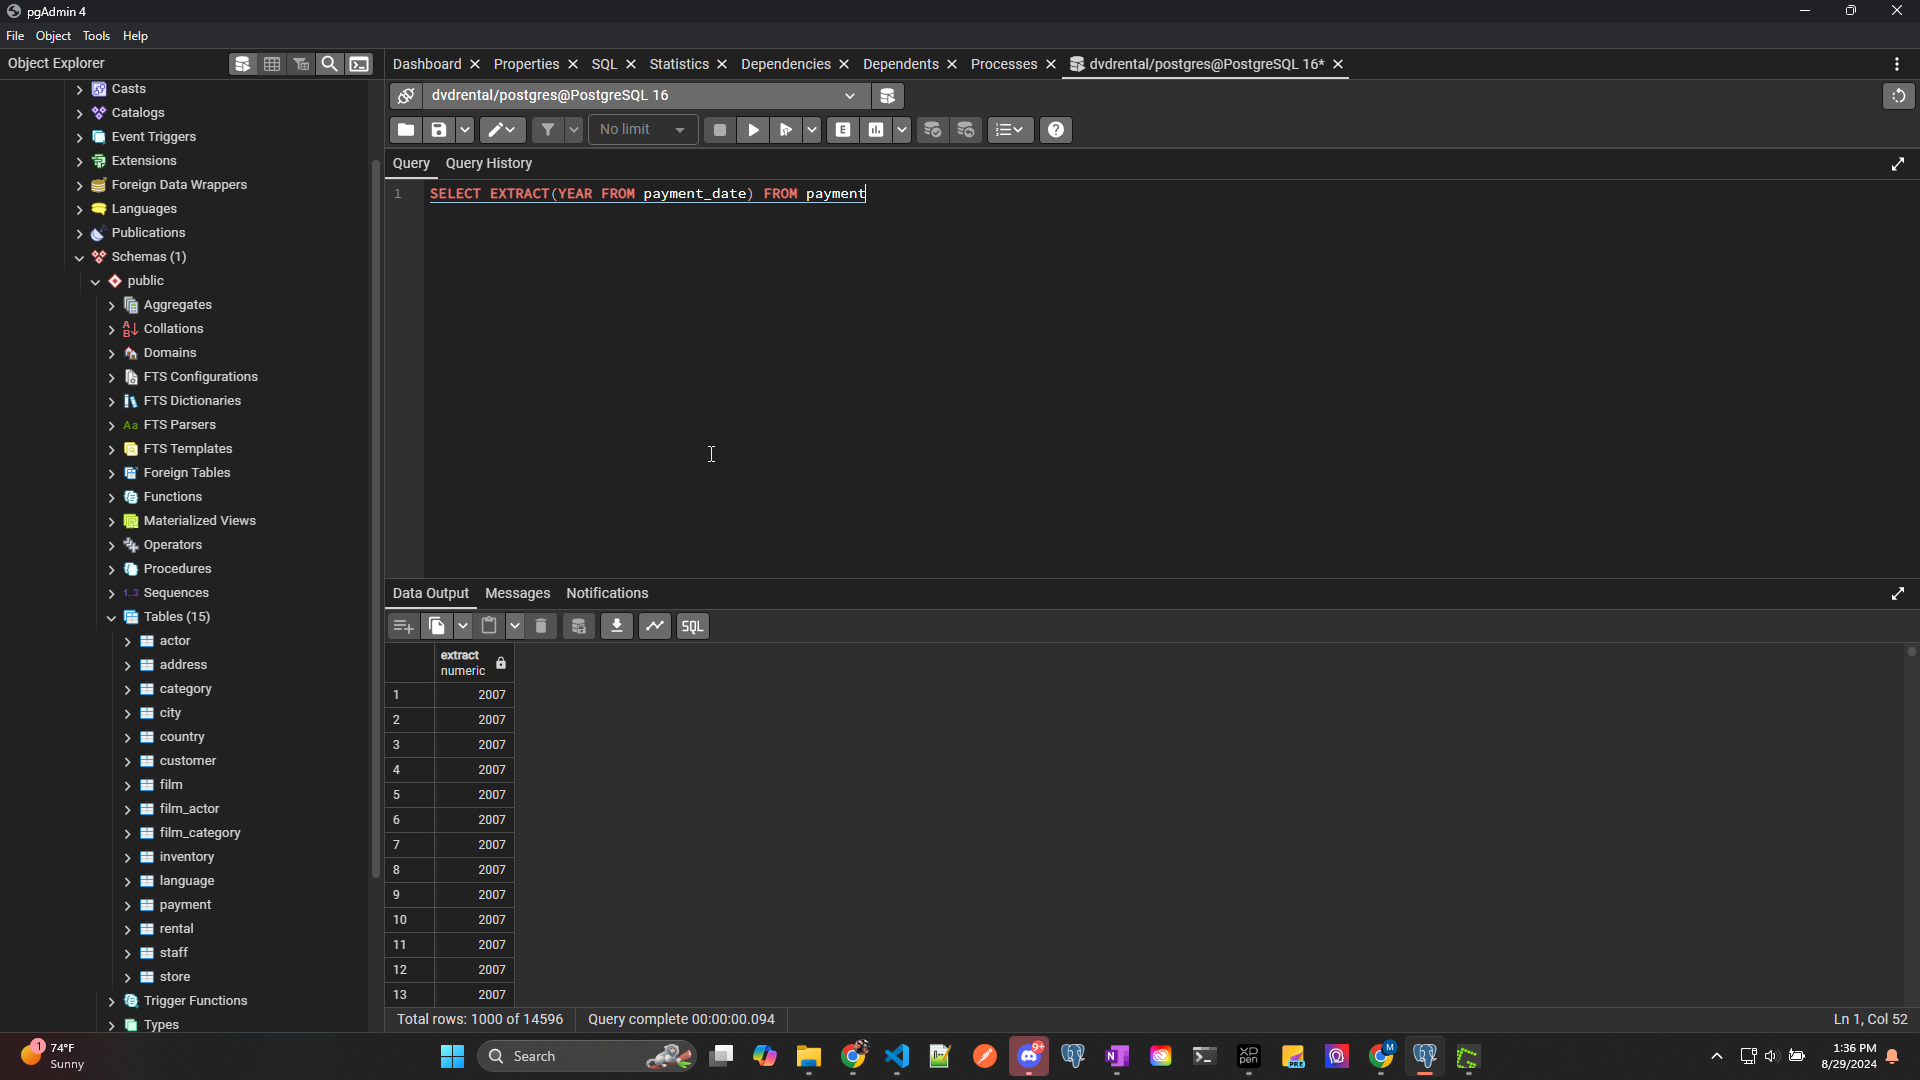 pgAdmin 4
File Object Tools Help
Object Explorer
Dashboard Properties SQL Statistics Dependencies Dependents Processes dvdrental/postgres@PostgreSQL 16*
dvdrental/postgres@PostgreSQL 16
No limit
Query Query History
1 SELECT EXTRACT(YEAR FROM payment_date) FROM payment
Casts
Catalogs
Event Triggers
Extensions
Foreign Data Wrappers
Languages
Publications
Schemas (1)
public
Aggregates
Collations
Domains
FTS Configurations
FTS Dictionaries
Aa FTS Parsers
FTS Templates
Foreign Tables
Functions
Materialized Views
Operators
Procedures
1..3 Sequences
Tables (15)
actor
address
category
city
country
customer
film
film_actor
film_category
inventory
language
payment
rental
staff
store
Trigger Functions
Types
Data Output Messages Notifications
SQL
extract
numeric
1 2007
2 2007
3 2007
4 2007
5 2007
6 2007
7 2007
8 2007
9 2007
10 2007
11 2007
12 2007
13 2007
Total rows: 1000 of 14596 Query complete 00:00:00.094 Ln 1, Col 52
1
74°F
Sunny
Search
9+
M
1:36 PM
8/29/2024